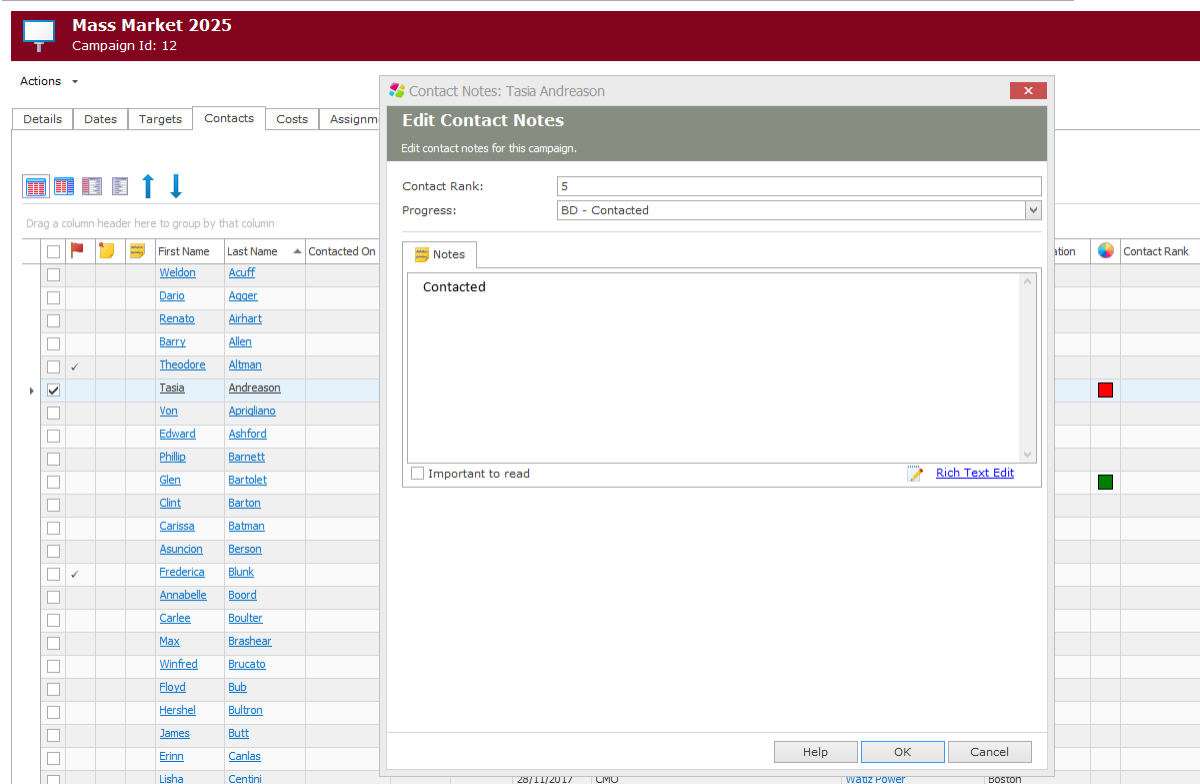 Mass Market 2025
Campaign Id: 12
Actions
Details Dates Targets Contacts Costs
Drag a column header here to group by that column
First Name Last Name Contacted On Contact Rank
Weldon Acuff
Dario Agger
Renato Airhart
Barry Allen
Theodore Altman
Tasia Andreason
Von Aprigliano
Edward Ashford
Phillip Barnett
Glen Bartolet
Clint Barton
Carissa Batman
Asuncion Berson
Frederica Blunk
Annabelle Boord
Carlee Boulter
Max Brashear
Winfred Brucato
Floyd Bub
Hershel Bultron
James Butt
Erinn Canlas
Lisha Centini 28/11/2017 CMO Watiz Power Boston
Contact Notes: Tasia Andreason
Edit Contact Notes
Edit contact notes for this campaign.
Contact Rank: 5
Progress: BD - Contacted
Notes
Contacted
Important to read Rich Text Edit
Help OK Cancel